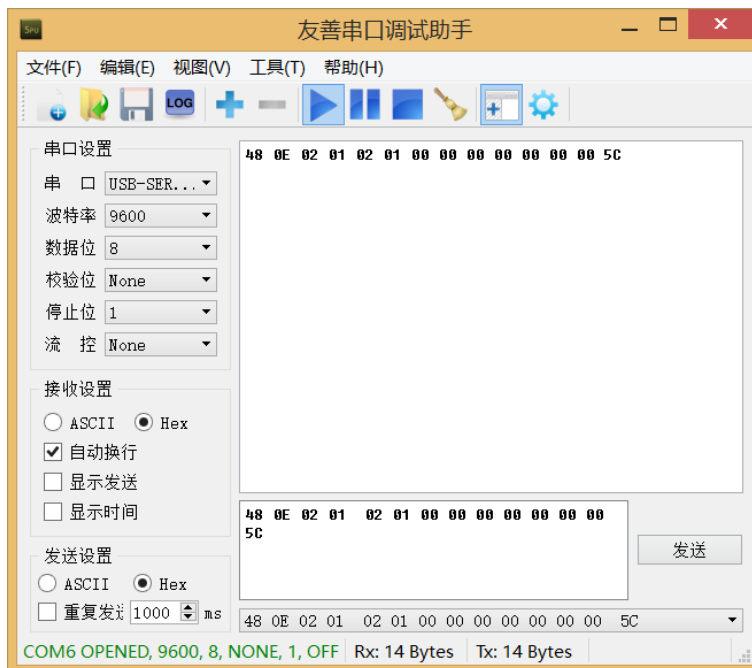 SPU 友善串口调试助手
文件(F) 编辑(E) 视图(V) 工具(T) 帮助(H)
LOG
串口设置
串 口 USB-SER...
波特率 9600
数据位 8
校验位 None
停止位 1
流 控 None
接收设置
ASCII Hex
自动换行
显示发送
显示时间
发送设置
ASCII Hex
重复发 1000 ms
48 0E 02 01 02 01 00 00 00 00 00 00 00 5C
48 0E 02 01 02 01 00 00 00 00 00 00 00
5C
发送
48 0E 02 01 02 01 00 00 00 00 00 00 00 5C
COM6 OPENED, 9600, 8, NONE, 1, OFF Rx: 14 Bytes Tx: 14 Bytes